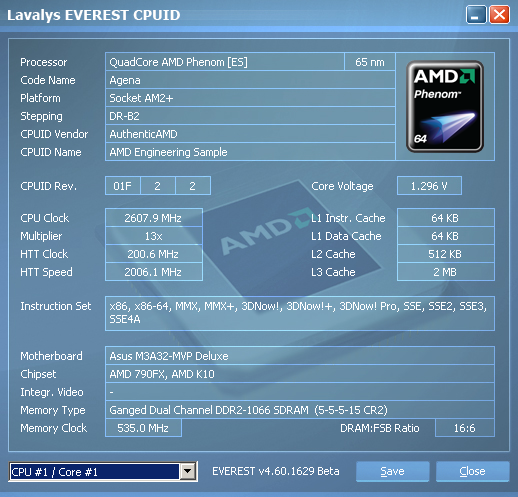 Lavalys EVEREST CPUID
Processor QuadCore AMD Phenom [ES] 65 nm
Code Name Agena
Platform Socket AM2+
Stepping DR-B2
CPUID Vendor AuthenticAMD
CPUID Name AMD Engineering Sample
AMD
Phenom™
64
CPUID Rev. 01F 2 2 Core Voltage 1.296 V
CPU Clock 2607.9 MHz L1 Instr. Cache 64 KB
Multiplier 13x L1 Data Cache 64 KB
HTT Clock 200.6 MHz L2 Cache 512 KB
HTT Speed 2006.1 MHz L3 Cache 2 MB
AMD
Instruction Set x86, x86-64, MMX, MMX+, 3DNow!, 3DNow!+, 3DNow! Pro, SSE, SSE2, SSE3,
SSE4A
Motherboard Asus M3A32-MVP Deluxe
Chipset AMD 790FX, AMD K10
Integr. Video -
Memory Type Ganged Dual Channel DDR2-1066 SDRAM (5-5-5-15 CR2)
Memory Clock 535.0 MHz DRAM:FSB Ratio 16:6
CPU #1 / Core #1 EVEREST v4.60.1629 Beta Save Close